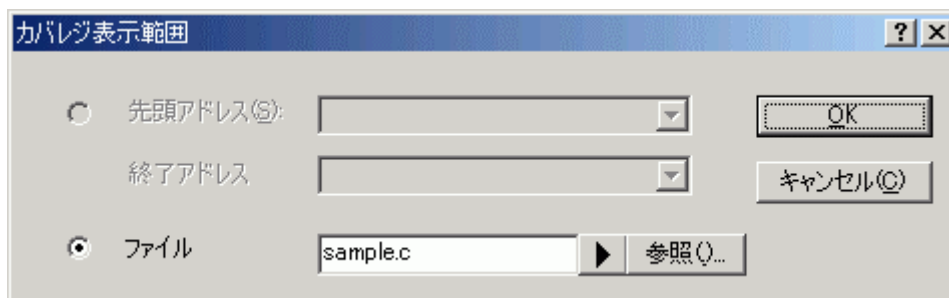 カバレジ表示範囲
先頭アドレス(S):
OK
終了アドレス
キャンセル(C)
ファイル
sample.c
参照()...